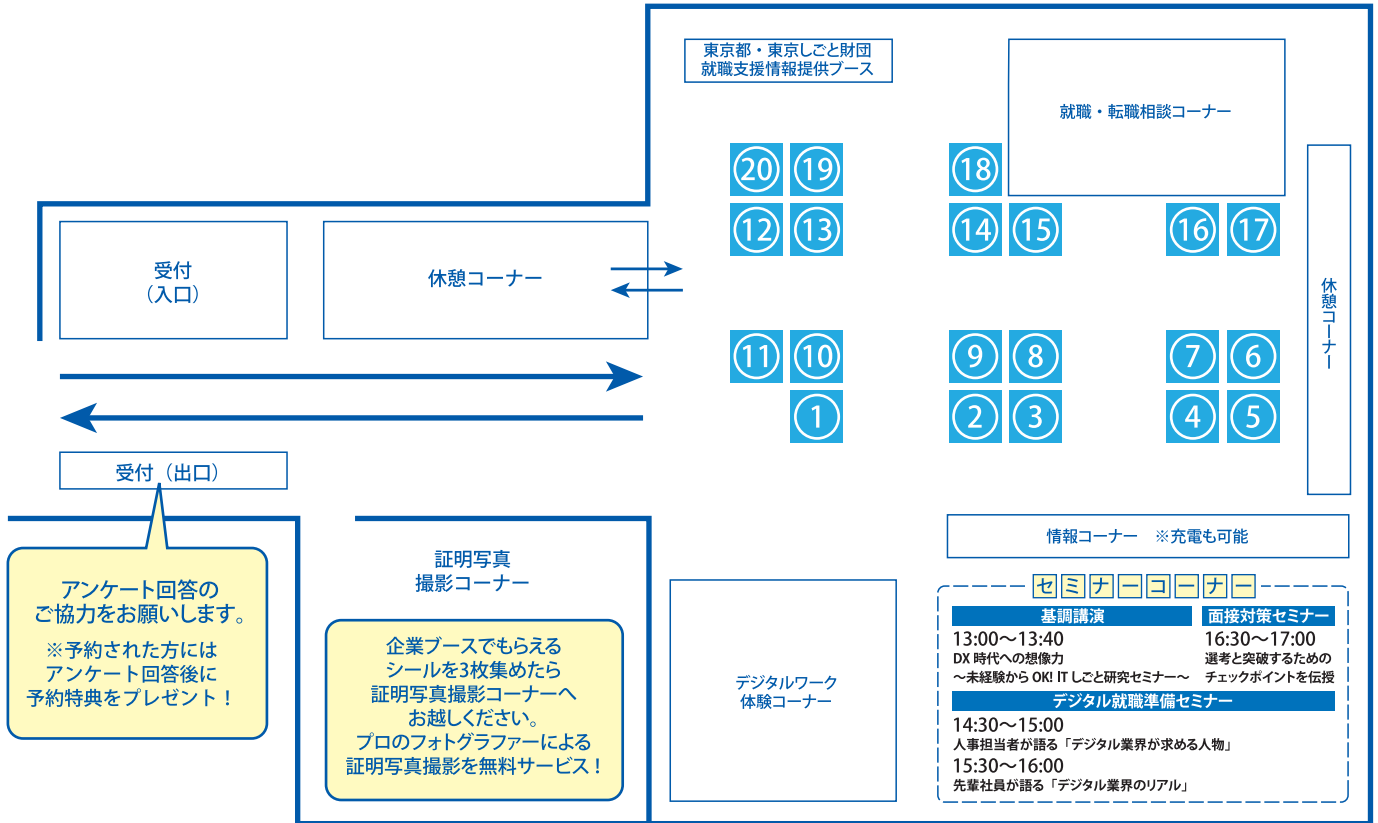 東京都・東京しごと財団
就職支援情報提供ブース
就職・転職相談コーナー
⑳ ⑲ ⑱
⑫ ⑬ ⑭ ⑮ ⑯ ⑰
受付
（入口）
休憩コーナー
休憩コーナー
⑪ ⑩ ⑨ ⑧ ⑦ ⑥
① ② ③ ④ ⑤
受付（出口）
アンケート回答の
ご協力をお願いします。
※予約された方には
アンケート回答後に
予約特典をプレゼント！
証明写真
撮影コーナー
企業ブースでもらえる
シールを3枚集めたら
証明写真撮影コーナーへ
お越しください。
プロのフォトグラファーによる
証明写真撮影を無料サービス！
デジタルワーク
体験コーナー
情報コーナー　※充電も可能
セミナーコーナー
基調講演
13:00～13:40
DX 時代への想像力
～未経験から OK! IT しごと研究セミナー～
面接対策セミナー
16:30～17:00
選考と突破するための
チェックポイントを伝授
デジタル就職準備セミナー
14:30～15:00
人事担当者が語る「デジタル業界が求める人物」
15:30～16:00
先輩社員が語る「デジタル業界のリアル」